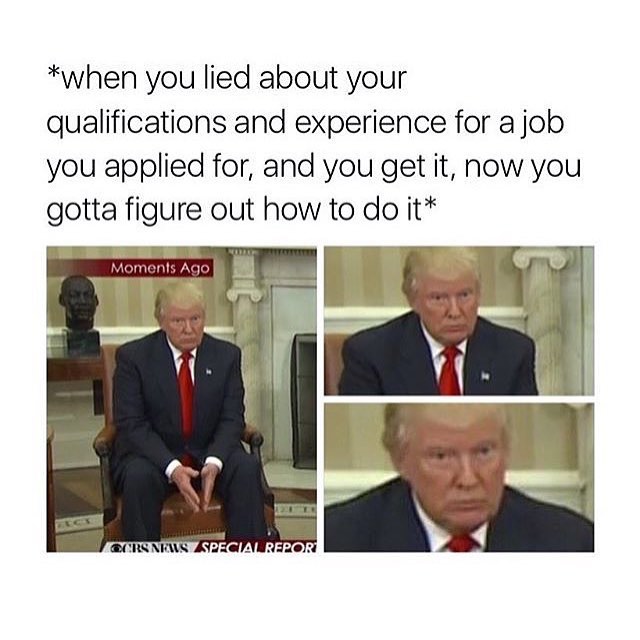 *when you lied about your
qualifications and experience for a job
you applied for, and you get it, now you
gotta figure out how to do it*
Moments Ago
CBS NEWS SPECIAL REPORT